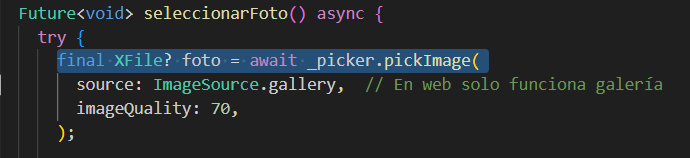 Future<void> seleccionarFoto() async {
try {
final XFile? foto = await _picker.pickImage(
source: ImageSource.gallery,  // En web solo funciona galería
imageQuality: 70,
);